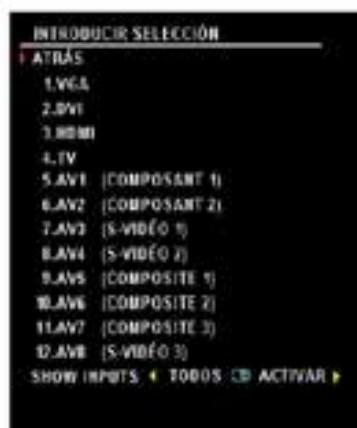 INTRODUCIR SELECCIÓN
ATRÁS
1.VGA
2.DVI
3.HDMI
4.TV
5.AV1 (COMPOSANT 1)
6.AV2 (COMPOSANT 2)
7.AV3 (S-VIDÉO 1)
8.AV4 (S-VIDÉO 2)
9.AV5 (COMPOSITE 1)
10.AV6 (COMPOSITE 2)
11.AV7 (COMPOSITE 3)
12.AV8 (S-VIDÉO 3)
SHOW INPUTS TODOS ACTIVAR